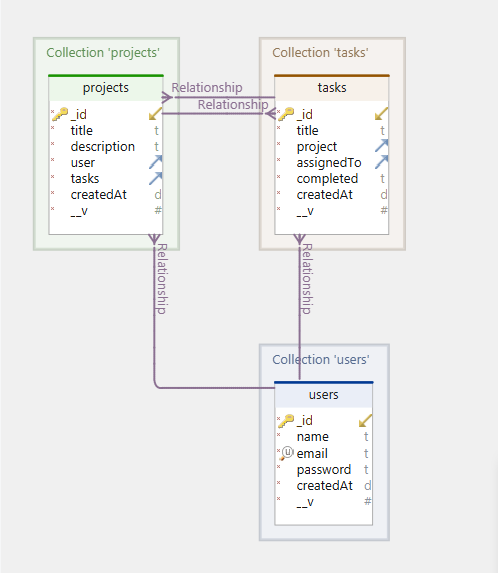 Collection 'projects'
projects
_id
title t
description t
user
tasks
createdAt d
__v #
Relationship
Relationship
Collection 'tasks'
tasks
_id
title t
project
assignedTo
completed t
createdAt d
__v #
Relationship
Relationship
Collection 'users'
users
_id
name t
u email t
password t
createdAt d
__v #